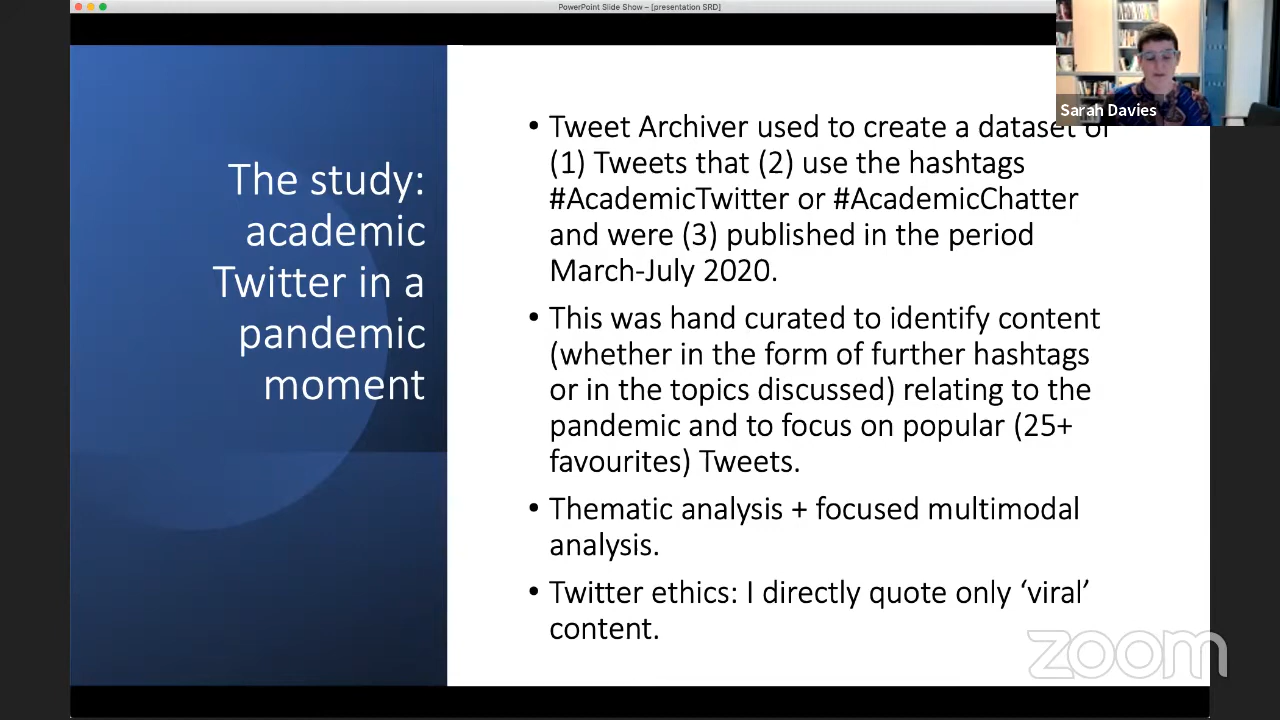 PowerPoint Slide Show – [presentation SRD]
Sarah Davies
The study:
academic
Twitter in a
pandemic
moment
• Tweet Archiver used to create a dataset of
(1) Tweets that (2) use the hashtags
#AcademicTwitter or #AcademicChatter
and were (3) published in the period
March-July 2020.
• This was hand curated to identify content
(whether in the form of further hashtags
or in the topics discussed) relating to the
pandemic and to focus on popular (25+
favourites) Tweets.
• Thematic analysis + focused multimodal
analysis.
• Twitter ethics: I directly quote only ‘viral’
content.
zoom